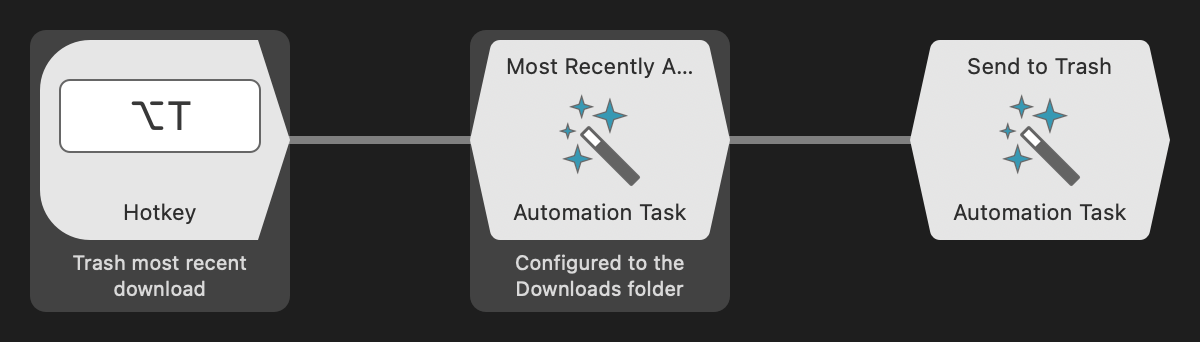 ⌥T
Hotkey
Trash most recent
download
Most Recently A...
Automation Task
Configured to the
Downloads folder
Send to Trash
Automation Task